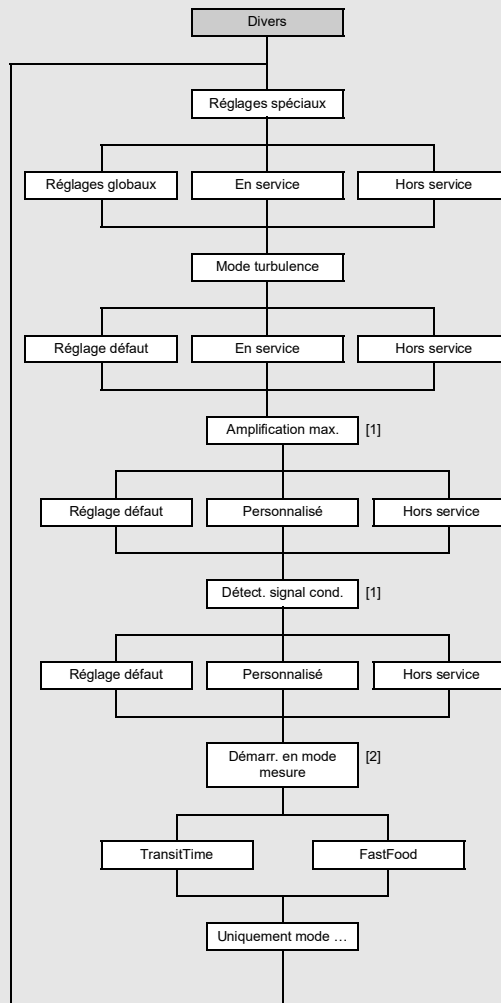 Divers
Réglages spéciaux
Réglages globaux
En service
Hors service
Mode turbulence
Réglage défaut
En service
Hors service
Amplification max. [1]
Réglage défaut
Personnalisé
Hors service
Détect. signal cond. [1]
Réglage défaut
Personnalisé
Hors service
Démarr. en mode [2]
mesure
TransitTime
FastFood
Uniquement mode …